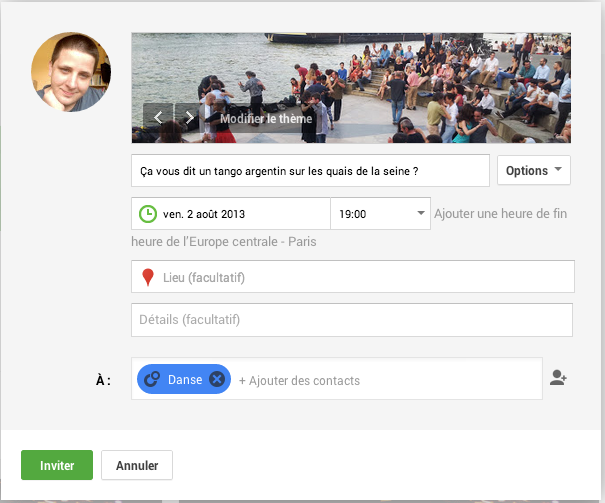 Modifier le thème
Ça vous dit un tango argentin sur les quais de la seine ?
Options
ven. 2 août 2013
19:00
Ajouter une heure de fin
heure de l'Europe centrale - Paris
Lieu (facultatif)
Détails (facultatif)
À :
Danse
+ Ajouter des contacts
Inviter
Annuler